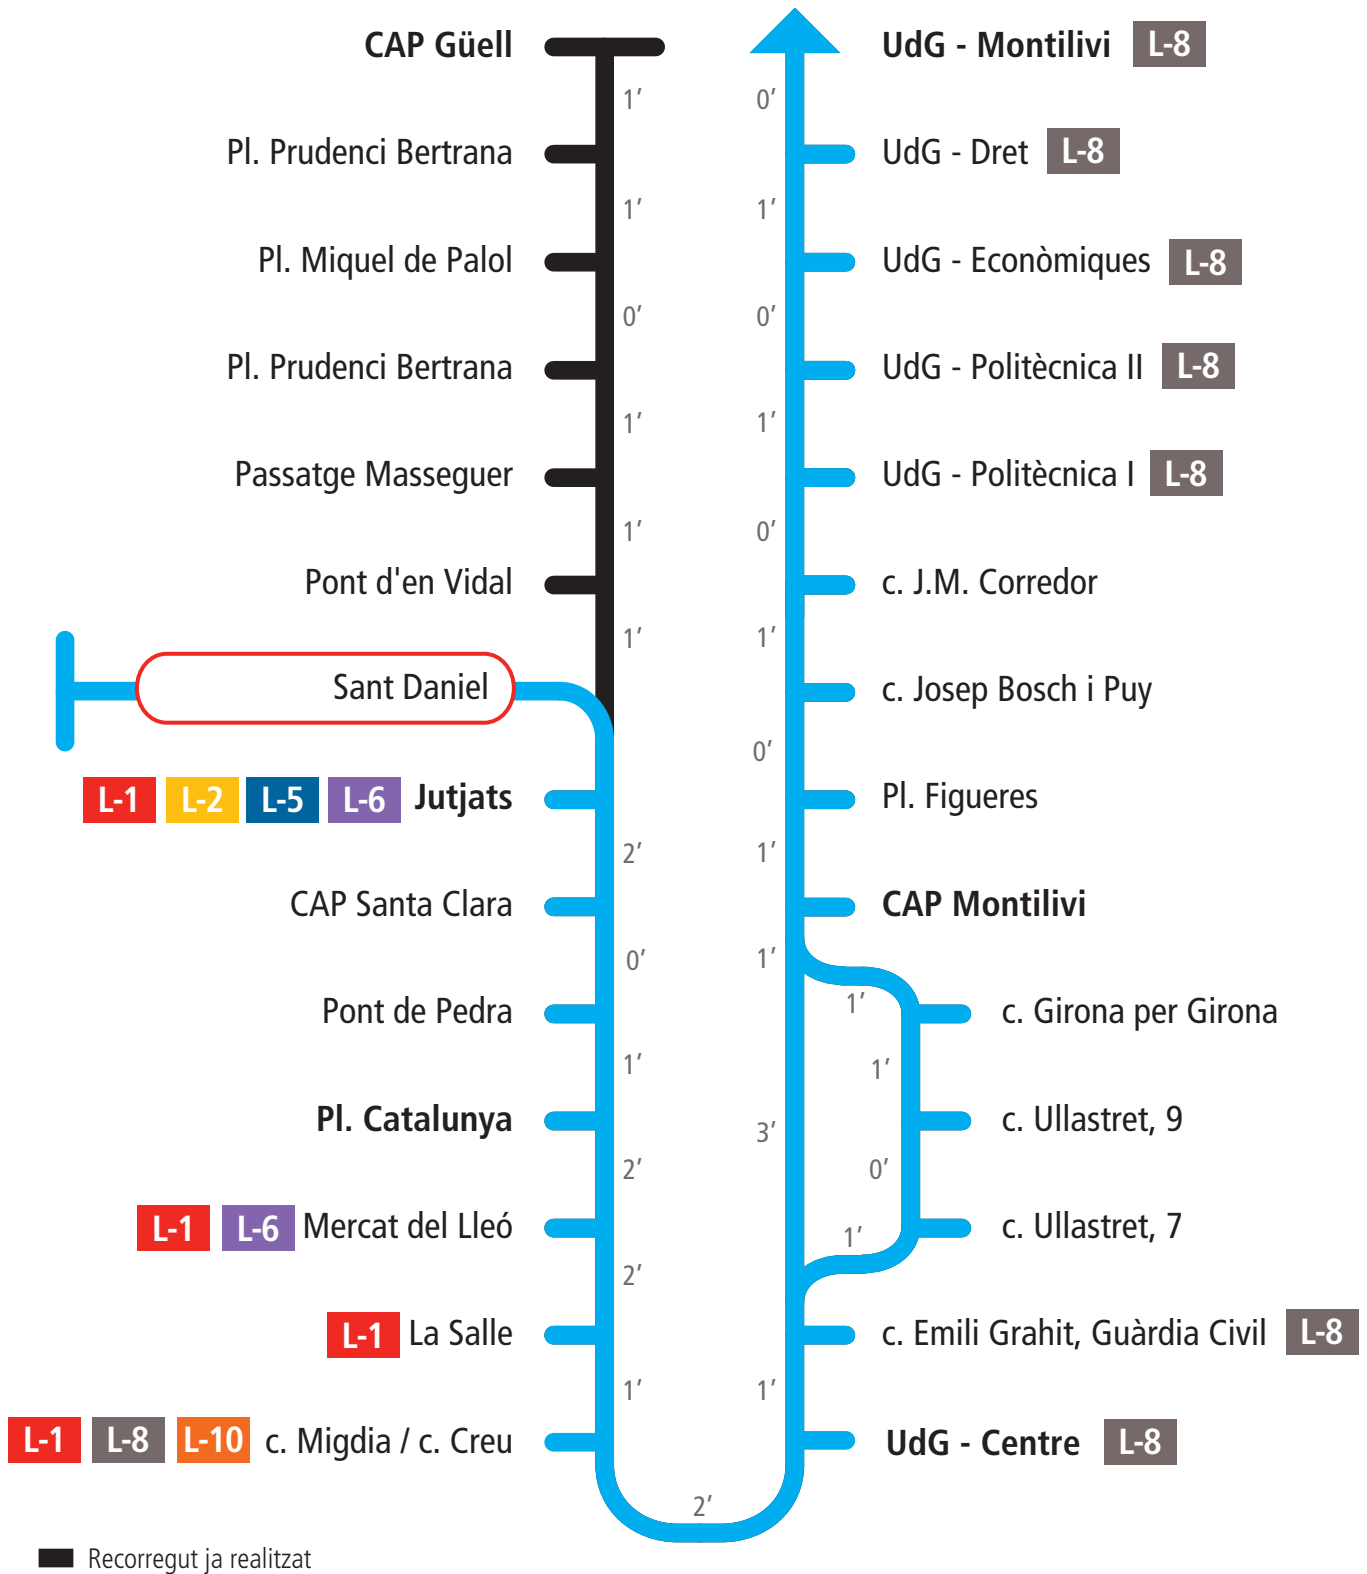 CAP Güell
1’
Pl. Prudenci Bertrana
1’
Pl. Miquel de Palol
0’
Pl. Prudenci Bertrana
1’
Passatge Masseguer
1’
Pont d'en Vidal
1’
Sant Daniel
L-1 L-2 L-5 L-6 Jutjats
2’
CAP Santa Clara
0’
Pont de Pedra
1’
Pl. Catalunya
2’
L-1 L-6 Mercat del Lleó
2’
L-1 La Salle
1’
L-1 L-8 L-10 c. Migdia / c. Creu
2’
UdG - Montilivi L-8
0’
UdG - Dret L-8
1’
UdG - Econòmiques L-8
0’
UdG - Politècnica II L-8
1’
UdG - Politècnica I L-8
0’
c. J.M. Corredor
1’
c. Josep Bosch i Puy
0’
Pl. Figueres
1’
CAP Montilivi
1’
1’
c. Girona per Girona
1’
c. Ullastret, 9
3’
0’
c. Ullastret, 7
1’
c. Emili Grahit, Guàrdia Civil L-8
1’
UdG - Centre L-8
Recorregut ja realitzat